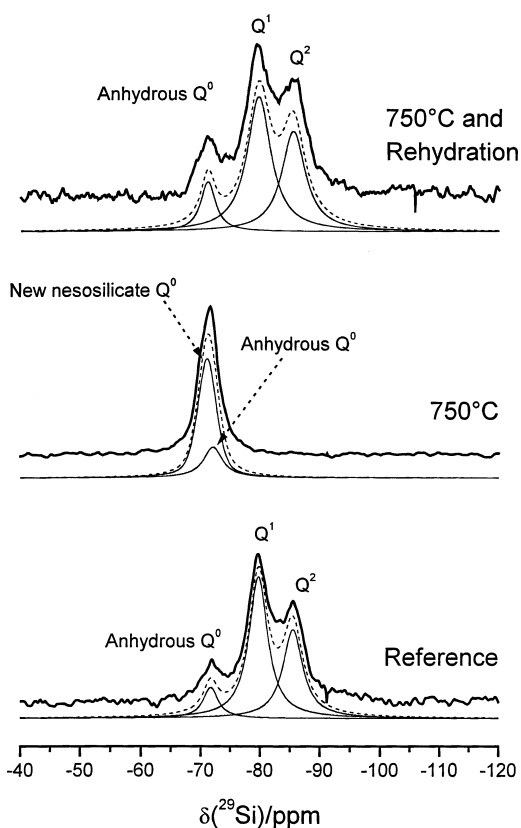 Q¹
Q²
Anhydrous Q⁰
750°C and
Rehydration
New nesosilicate Q⁰
Anhydrous Q⁰
750°C
Q¹
Q²
Anhydrous Q⁰
Reference
-40 -50 -60 -70 -80 -90 -100 -110 -120
δ(²⁹Si)/ppm